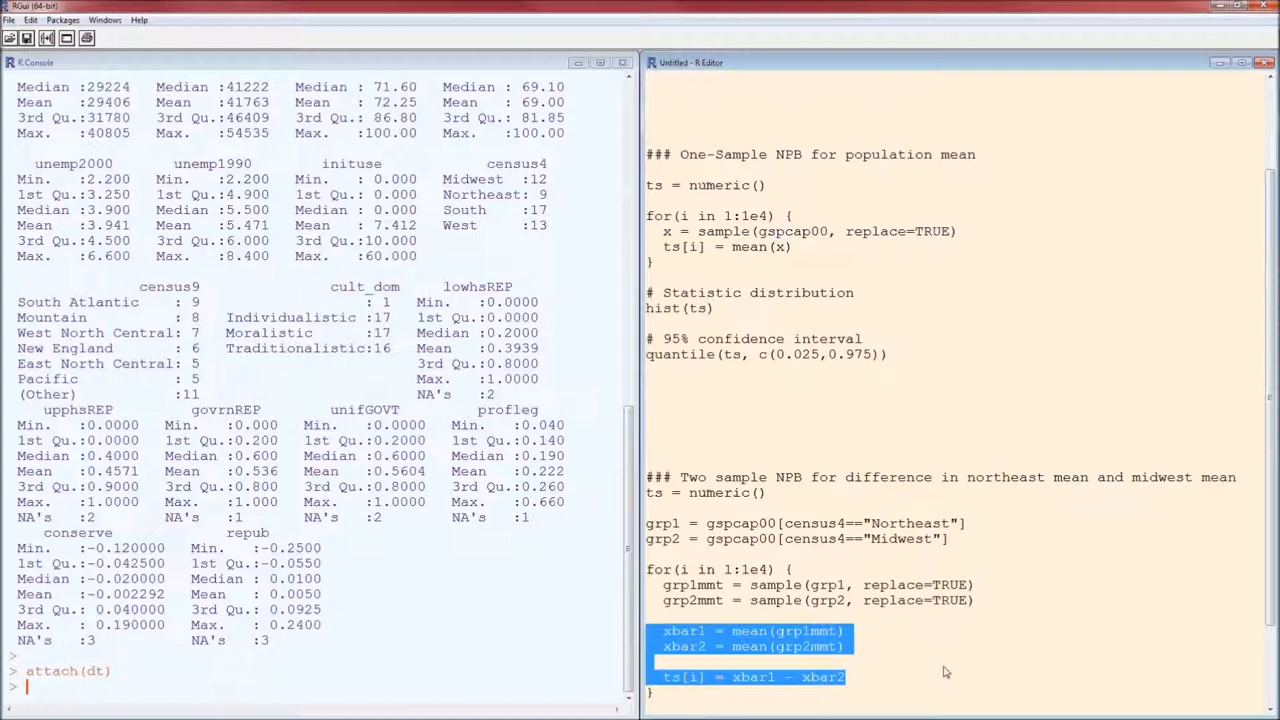 RGui (64-bit)
File Edit Packages Windows Help
R Console
Median :29224 Median :41222 Median : 71.60 Median : 69.10
Mean :29406 Mean :41763 Mean : 72.25 Mean : 69.00
3rd Qu.:31780 3rd Qu.:46409 3rd Qu.: 86.80 3rd Qu.: 81.85
Max. :40805 Max. :54535 Max. :100.00 Max. :100.00
unemp2000 unemp1990 inituse census4
Min. :2.200 Min. :2.200 Min. : 0.000 Midwest :12
1st Qu.:3.250 1st Qu.:4.900 1st Qu.: 0.000 Northeast: 9
Median :3.900 Median :5.500 Median : 0.000 South :17
Mean :3.941 Mean :5.471 Mean : 7.412 West :13
3rd Qu.:4.500 3rd Qu.:6.000 3rd Qu.:10.000
Max. :6.600 Max. :8.400 Max. :60.000
census9 cult_dom lowhsREP
South Atlantic : 9 : 1 Min. :0.0000
Mountain : 8 Individualistic :17 1st Qu.:0.0000
West North Central: 7 Moralistic :17 Median :0.2000
New England : 6 Traditionalistic:16 Mean :0.3939
East North Central: 5 3rd Qu.:0.8000
Pacific : 5 Max. :1.0000
(Other) :11 NA's :2
upphsREP govrnREP unifGOVT profleg
Min. :0.0000 Min. :0.000 Min. :0.0000 Min. :0.040
1st Qu.:0.0000 1st Qu.:0.200 1st Qu.:0.2000 1st Qu.:0.140
Median :0.4000 Median :0.600 Median :0.6000 Median :0.190
Mean :0.4571 Mean :0.536 Mean :0.5604 Mean :0.222
3rd Qu.:0.9000 3rd Qu.:0.800 3rd Qu.:0.8000 3rd Qu.:0.260
Max. :1.0000 Max. :1.000 Max. :1.0000 Max. :0.660
NA's :2 NA's :1 NA's :2 NA's :1
conserve repub
Min. :-0.120000 Min. :-0.2500
1st Qu.:-0.042500 1st Qu.:-0.0550
Median :-0.020000 Median : 0.0100
Mean :-0.002292 Mean : 0.0050
3rd Qu.: 0.040000 3rd Qu.: 0.0925
Max. : 0.190000 Max. : 0.2400
NA's :3 NA's :3
>
> attach(dt)
>
Untitled - R Editor
### One-Sample NPB for population mean
ts = numeric()
for(i in 1:1e4) {
x = sample(gspcap00, replace=TRUE)
ts[i] = mean(x)
}
# Statistic distribution
hist(ts)
# 95% confidence interval
quantile(ts, c(0.025,0.975))
### Two sample NPB for difference in northeast mean and midwest mean
ts = numeric()
grp1 = gspcap00[census4=="Northeast"]
grp2 = gspcap00[census4=="Midwest"]
for(i in 1:1e4) {
grp1mmt = sample(grp1, replace=TRUE)
grp2mmt = sample(grp2, replace=TRUE)
xbar1 = mean(grp1mmt)
xbar2 = mean(grp2mmt)
ts[i] = xbar1 - xbar2
}